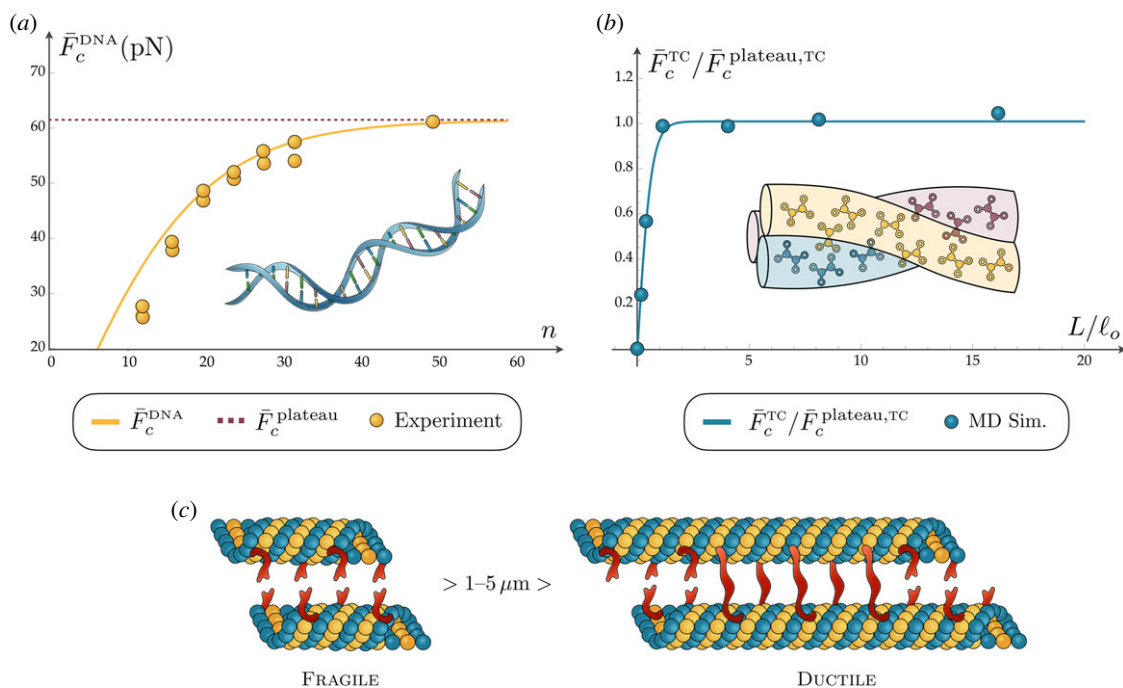 (a)
F̄_c^DNA (pN)
70
60
50
40
30
20
0
10
20
30
40
50
60
n
F̄_c^DNA
F̄_c^plateau
Experiment
(b)
F̄_c^TC/F̄_c^plateau,TC
1.2
1.0
0.8
0.6
0.4
0.2
0
5
10
15
20
L/ℓ_o
F̄_c^TC/F̄_c^plateau,TC
MD Sim.
(c)
> 1–5 μm >
FRAGILE
DUCTILE